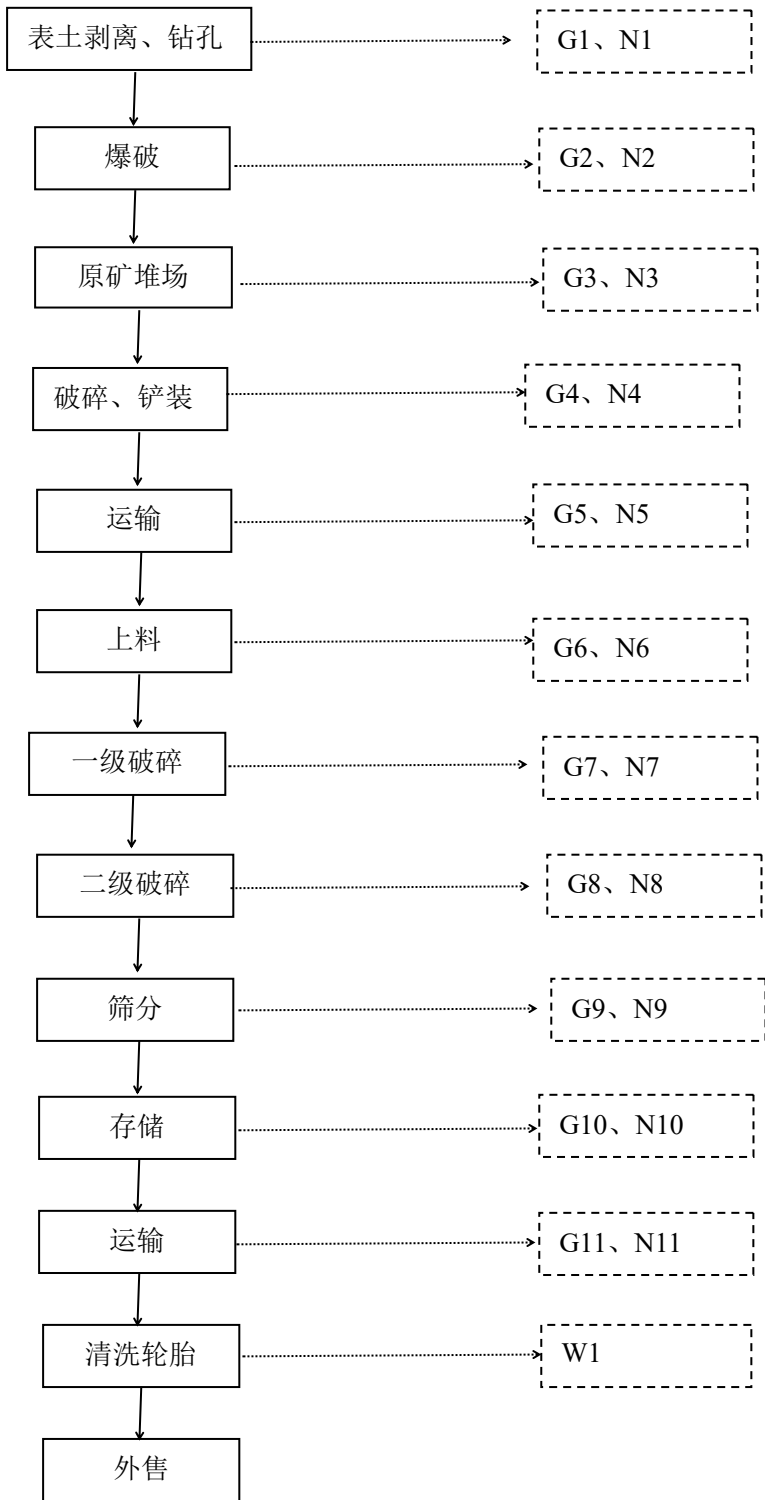 表土剥离、钻孔
G1、N1
爆破
G2、N2
原矿堆场
G3、N3
破碎、铲装
G4、N4
运输
G5、N5
上料
G6、N6
一级破碎
G7、N7
二级破碎
G8、N8
筛分
G9、N9
存储
G10、N10
运输
G11、N11
清洗轮胎
W1
外售